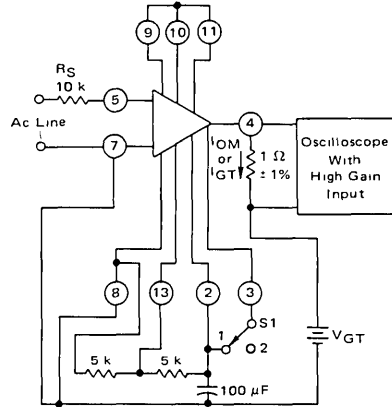 9 10 11
RS
10 k
5
Ac Line
7
4
IOM
or
IGT
1 Ω
± 1%
Oscilloscope
With
High Gain
Input
8 13 2 3
S1
1
2
5 k 5 k
100 μF
VGT